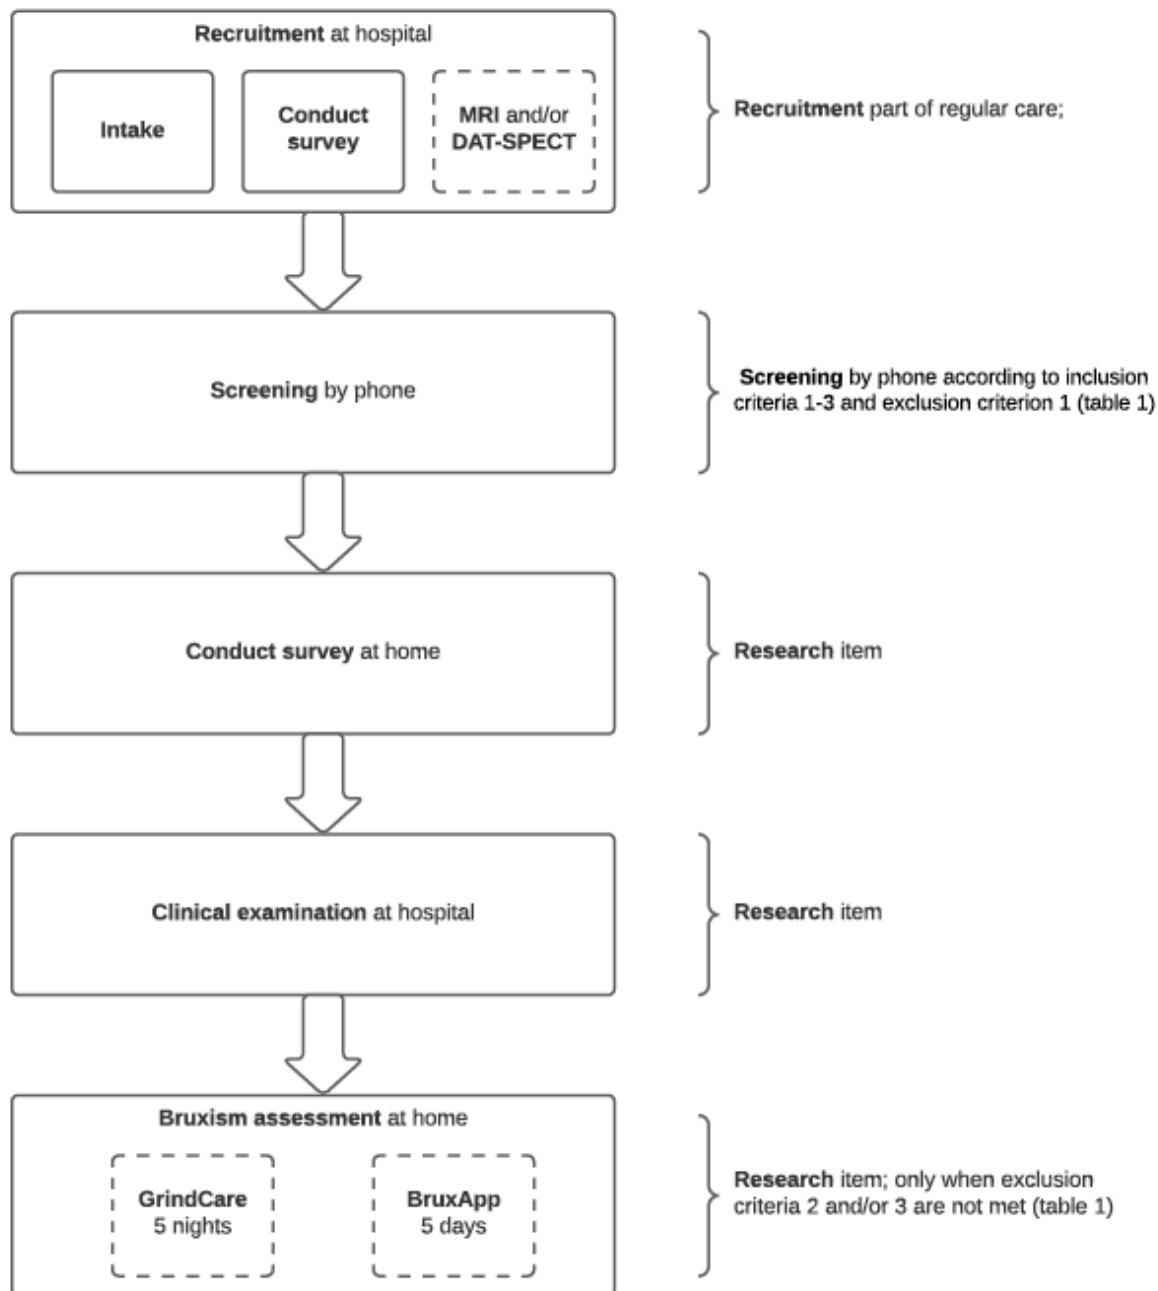 Recruitment at hospital
Intake
Conduct
survey
MRI and/or
DAT-SPECT
Recruitment part of regular care;
Screening by phone
Screening by phone according to inclusion
criteria 1-3 and exclusion criterion 1 (table 1)
Conduct survey at home
Research item
Clinical examination at hospital
Research item
Bruxism assessment at home
GrindCare
5 nights
BruxApp
5 days
Research item; only when exclusion
criteria 2 and/or 3 are not met (table 1)